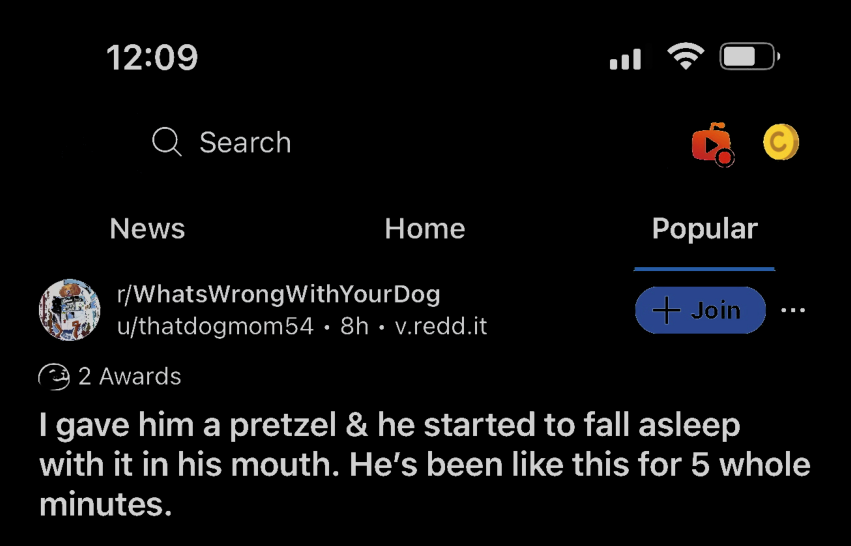 12:09
Search
News Home Popular
r/WhatsWrongWithYourDog
u/thatdogmom54 • 8h • v.redd.it
+ Join ...
2 Awards
I gave him a pretzel & he started to fall asleep
with it in his mouth. He’s been like this for 5 whole
minutes.